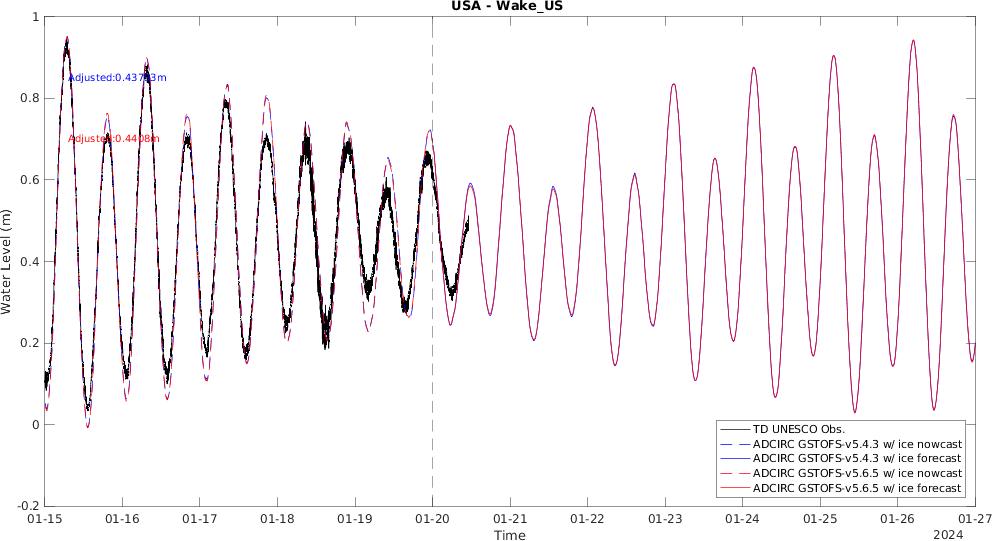 USA - Wake_US
Water Level (m)
1
0.8
0.6
0.4
0.2
0
-0.2
Adjusted:0.4373m
Adjusted:0.4408m
TD UNESCO Obs.
ADCIRC GSTOFS-v5.4.3 w/ ice nowcast
ADCIRC GSTOFS-v5.4.3 w/ ice forecast
ADCIRC GSTOFS-v5.6.5 w/ ice nowcast
ADCIRC GSTOFS-v5.6.5 w/ ice forecast
01-15 01-16 01-17 01-18 01-19 01-20 01-21 01-22 01-23 01-24 01-25 01-26 01-27
Time
2024